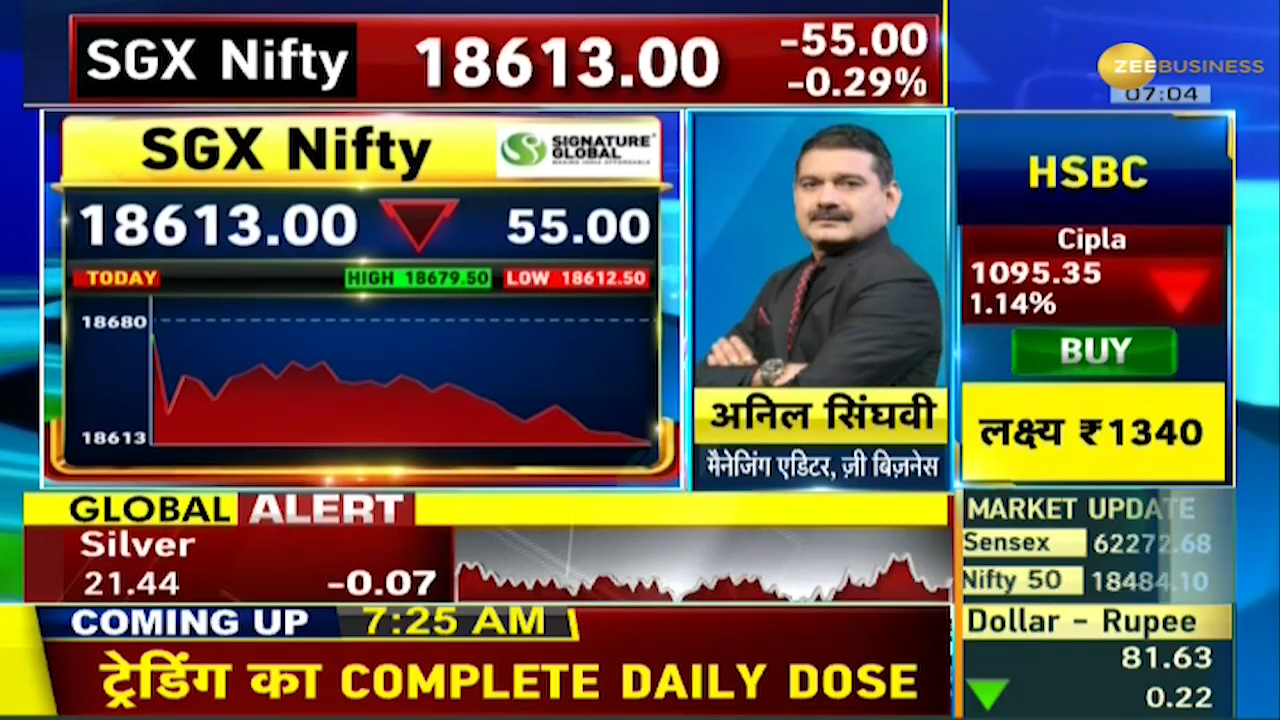 SGX Nifty 18613.00 -55.00
-0.29%
ZEEBUSINESS
07:04
SGX Nifty
SIGNATURE
GLOBAL
18613.00 55.00
TODAY HIGH 18679.50 LOW 18612.50
18680
18613
अनिल सिंघवी
मैनेजिंग एडिटर, ज़ी बिज़नेस
HSBC
Cipla
1095.35
1.14%
BUY
लक्ष्य ₹1340
GLOBAL ALERT
Silver
21.44 -0.07
MARKET UPDATE
Sensex 62272.68
Nifty 50 18484.10
Dollar - Rupee
81.63
0.22
COMING UP 7:25 AM
ट्रेडिंग का COMPLETE DAILY DOSE